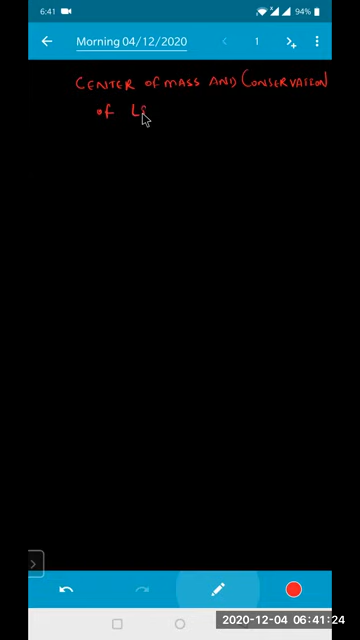 6:41 94%
Morning 04/12/2020 1
CENTER OF MASS AND CONSERVATION
of
2020-12-04 06:41:24